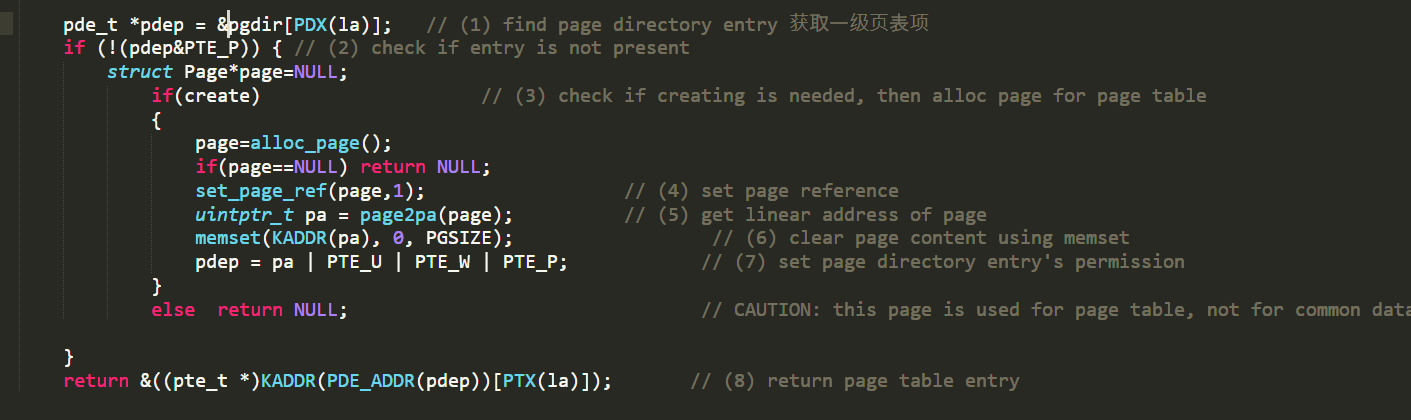 pde_t *pdep = &pgdir[PDX(la)];   // (1) find page directory entry 获取一级页表项
if (!(pdep&PTE_P)) { // (2) check if entry is not present
struct Page*page=NULL;
if(create)                    // (3) check if creating is needed, then alloc page for page table
{
page=alloc_page();
if(page==NULL) return NULL;
set_page_ref(page,1);                  // (4) set page reference
uintptr_t pa = page2pa(page);          // (5) get linear address of page
memset(KADDR(pa), 0, PGSIZE);                  // (6) clear page content using memset
pdep = pa | PTE_U | PTE_W | PTE_P;            // (7) set page directory entry's permission
}
else  return NULL;                                // CAUTION: this page is used for page table, not for common data
}
return &((pte_t *)KADDR(PDE_ADDR(pdep))[PTX(la)]);       // (8) return page table entry